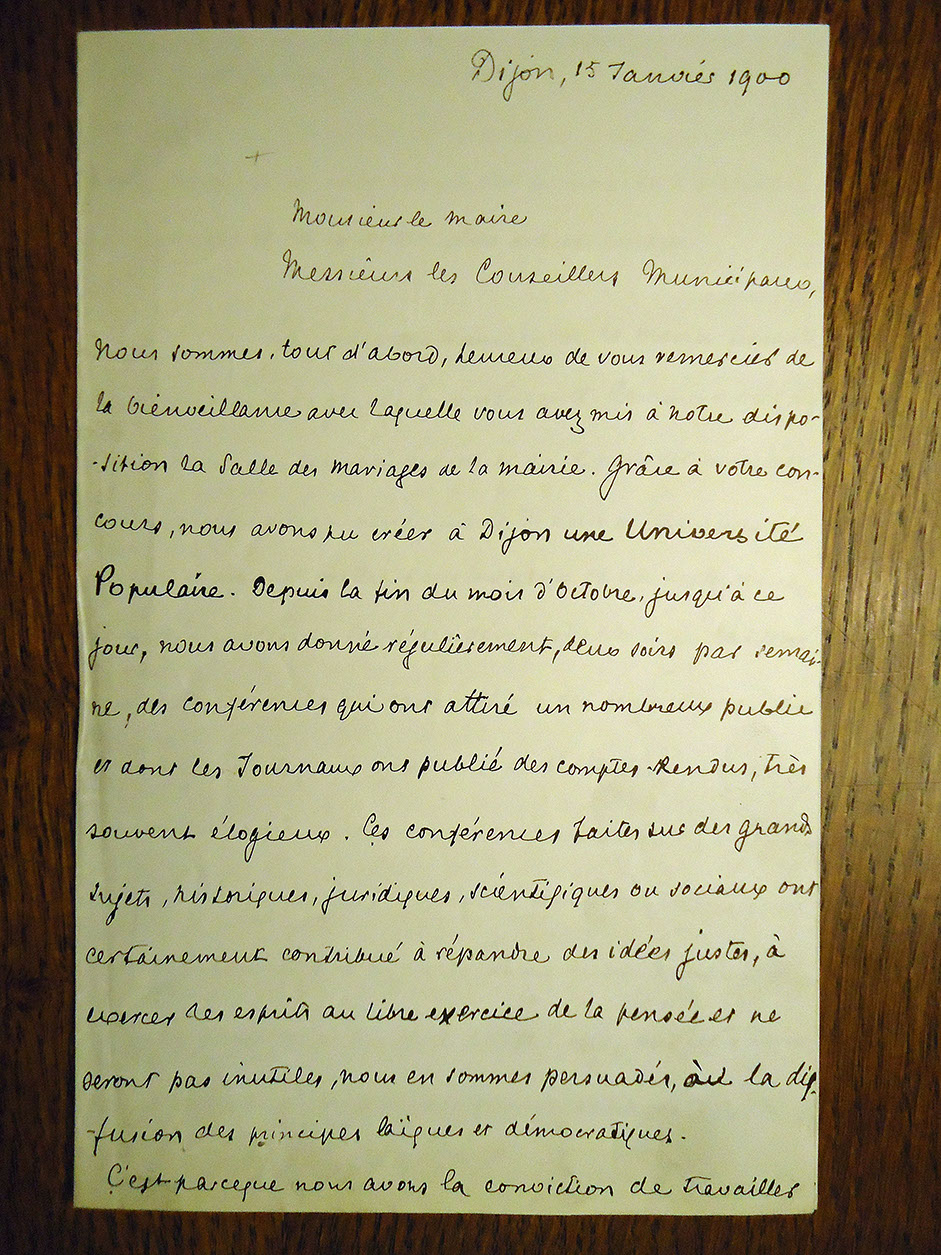 Dijon, 15 Janvier 1900
Monsieur le maire
Messieurs les Conseillers Municipaux,
Nous sommes, tout d'abord, heureux de vous remercier de
la bienveillance avec laquelle vous avez mis à notre dispo-
-sition la Salle des mariages de la mairie. Grâce à votre con-
cours, nous avons pu créer à Dijon une Université
Populaire. Depuis la fin du mois d'Octobre, jusqu'à ce
jour, nous avons donné régulièrement, deux soirs par semai-
ne, des conférences qui ont attiré un nombreux public
et dont les Journaux ont publié des comptes-Rendus, très
souvent élogieux. Ces conférences faites sur des grands
sujets, historiques, juridiques, scientifiques ou sociaux ont
certainement contribué à répandre des idées justes, à
exercer les esprits au libre exercice de la pensée et ne
seront pas inutiles, nous en sommes persuadés, à la dif-
-fusion des principes laïques et démocratiques.
C'est parceque nous avons la conviction de travailler